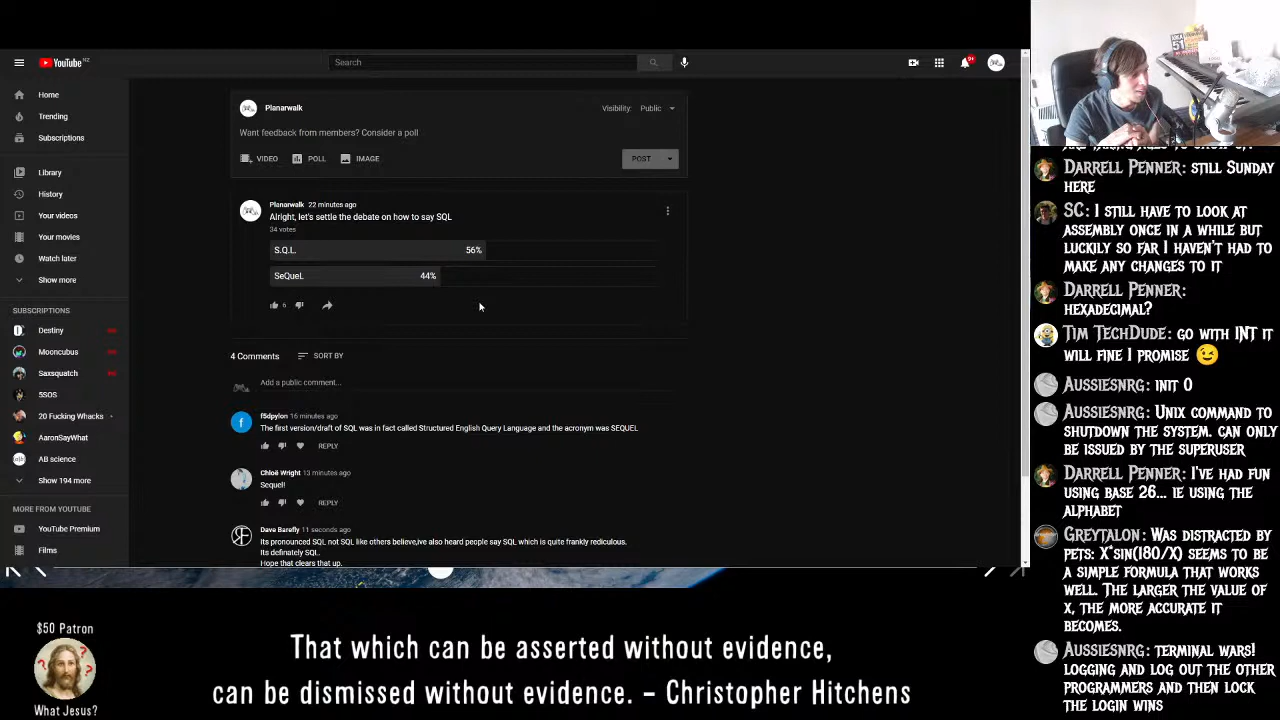 YouTube NZ
Search
9+
Home
Trending
Subscriptions
Library
History
Your videos
Your movies
Watch later
Show more
SUBSCRIPTIONS
Destiny
Mooncubus
Saxsquatch
5SOS
20 Fucking Whacks
AaronSayWhat
AB science
Show 194 more
MORE FROM YOUTUBE
YouTube Premium
Films
Planarwalk
Visibility: Public
Want feedback from members? Consider a poll
VIDEO POLL IMAGE
POST
Planarwalk 22 minutes ago
Alright, let's settle the debate on how to say SQL
34 votes
S.Q.L. 56%
SeQueL 44%
6
4 Comments SORT BY
Add a public comment...
f5dpylon 16 minutes ago
The first version/draft of SQL was in fact called Structured English Query Language and the acronym was SEQUEL
REPLY
Chloë Wright 13 minutes ago
Sequel!
REPLY
Dave Barefly 11 seconds ago
Its pronounced SQL not SQL like others believe,ive also heard people say SQL which is quite frankly rediculous.
Its definately SQL.
Hope that clears that up.
DARRELL PENNER: STILL SUNDAY
HERE
SC: I STILL HAVE TO LOOK AT
ASSEMBLY ONCE IN A WHILE BUT
LUCKILY SO FAR I HAVEN'T HAD TO
MAKE ANY CHANGES TO IT
DARRELL PENNER:
HEXADECIMAL?
TIM TECHDUDE: GO WITH INT IT
WILL FINE I PROMISE
AUSSIESNRG: INIT 0
AUSSIESNRG: UNIX COMMAND TO
SHUTDOWN THE SYSTEM. CAN ONLY
BE ISSUED BY THE SUPERUSER
DARRELL PENNER: I'VE HAD FUN
USING BASE 26... IE USING THE
ALPHABET
GREYTALON: WAS DISTRACTED BY
PETS: X*SIN(180/X) SEEMS TO BE
A SIMPLE FORMULA THAT WORKS
WELL. THE LARGER THE VALUE OF
X, THE MORE ACCURATE IT
BECOMES.
AUSSIESNRG: TERMINAL WARS!
LOGGING AND LOG OUT THE OTHER
PROGRAMMERS AND THEN LOCK
THE LOGIN WINS
$50 Patron
What Jesus?
That which can be asserted without evidence,
can be dismissed without evidence. – Christopher Hitchens